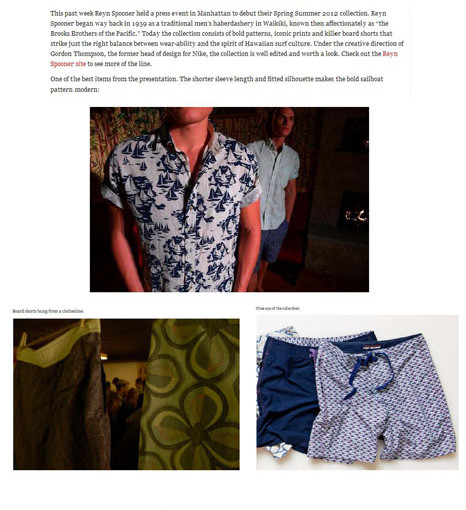 This past week Reyn Spooner held a press event in Manhattan to debut their Spring Summer 2012 collection. Reyn
Spooner began way back in 1959 as a traditional men's haberdashery in Waikiki, known then affectionately as "the
Brooks Brothers of the Pacific." Today the collection consists of bold patterns, iconic prints and killer board shorts that
strike just the right balance between wear-ability and the spirit of Hawaiian surf culture. Under the creative direction of
Gordon Thompson, the former head of design for Nike, the collection is well edited and worth a look. Check out the Reyn
Spooner site to see more of the line.
One of the best items from the presentation. The shorter sleeve length and fitted silhouette makes the bold sailboat
pattern modern:
Board shorts hung from a clothesline:
Close ups of the collection: